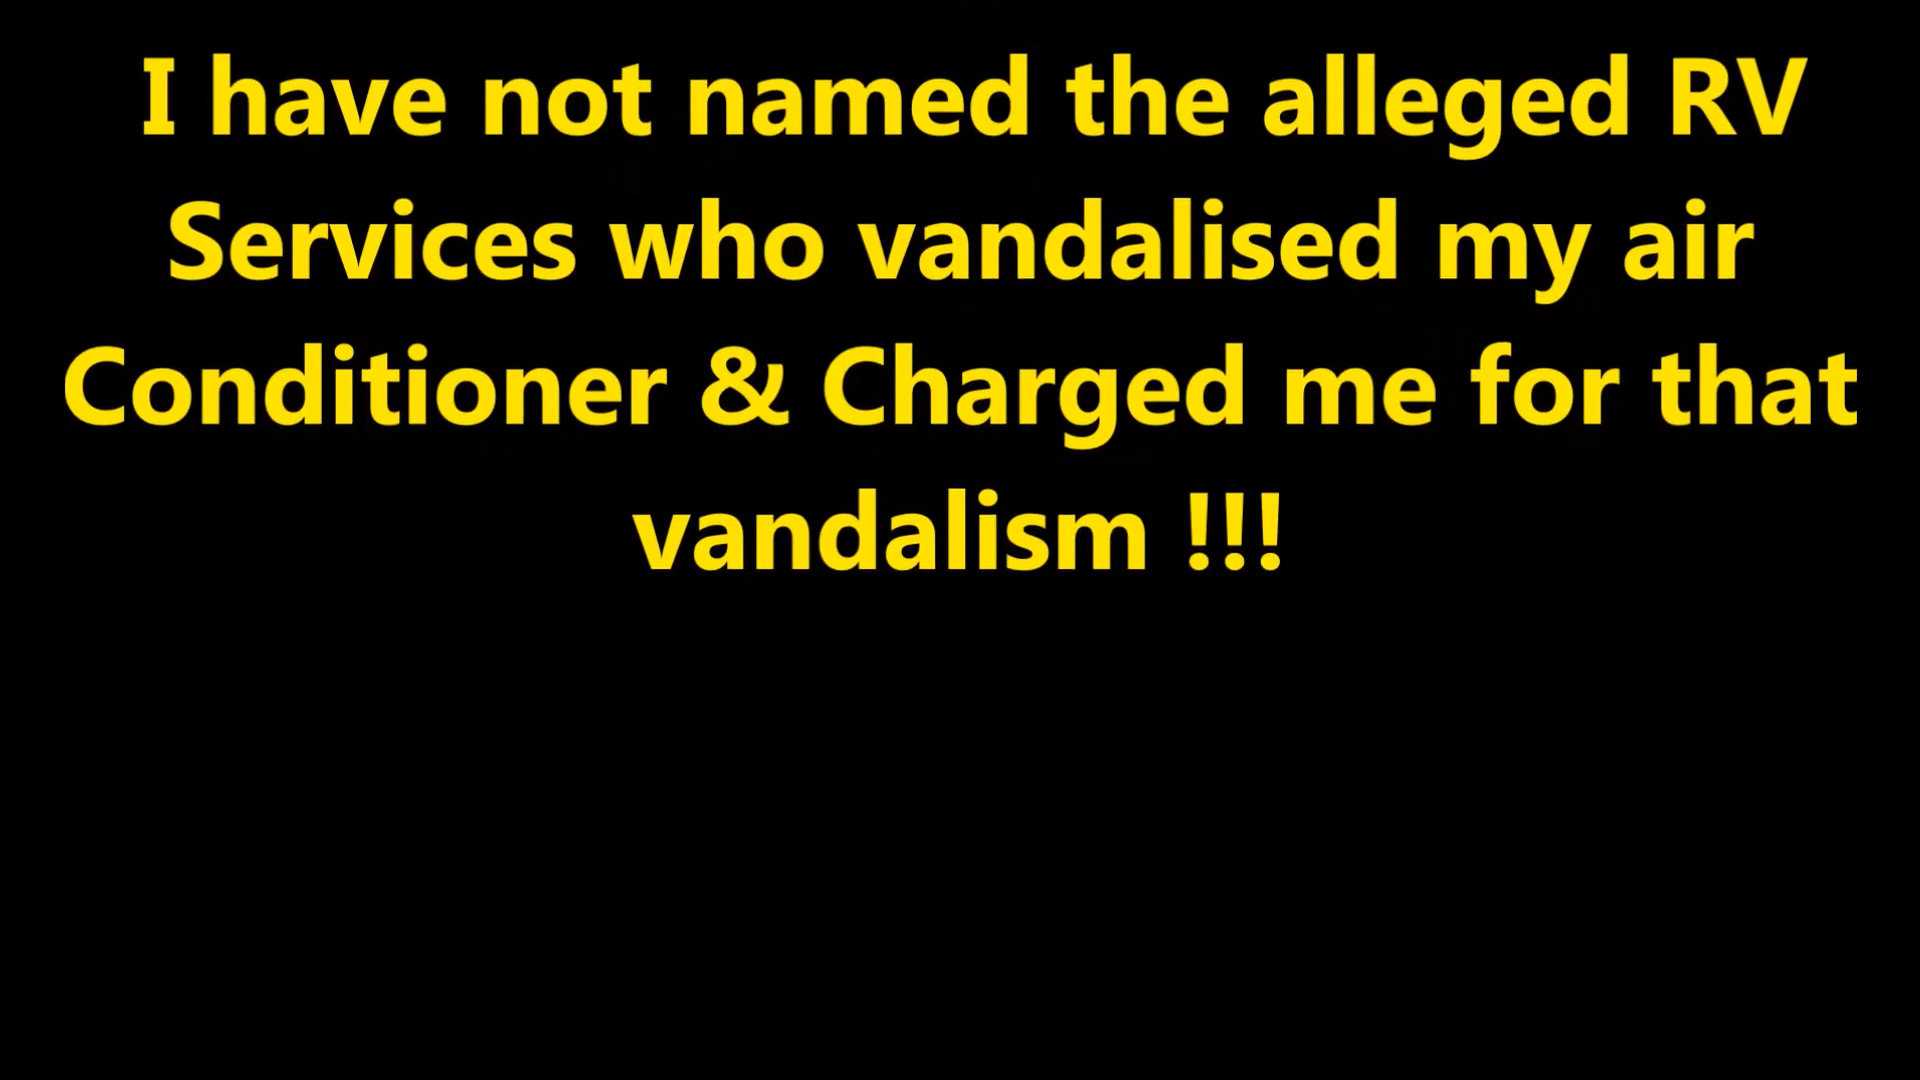 I have not named the alleged RV
Services who vandalised my air
Conditioner & Charged me for that
vandalism !!!